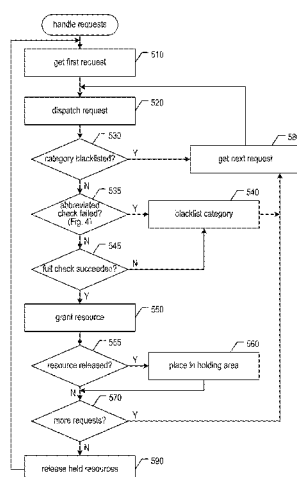 handle requests
get first request
510
dispatch request
520
530
category blacklisted?
Y
get next request
580
N
535
abbreviated
check failed?
(Fig. 4)
Y
blacklist category
540
N
545
full check succeeded?
N
Y
grant resource
550
555
resource released?
Y
place in holding area
560
N
570
more requests?
Y
N
release held resources
590